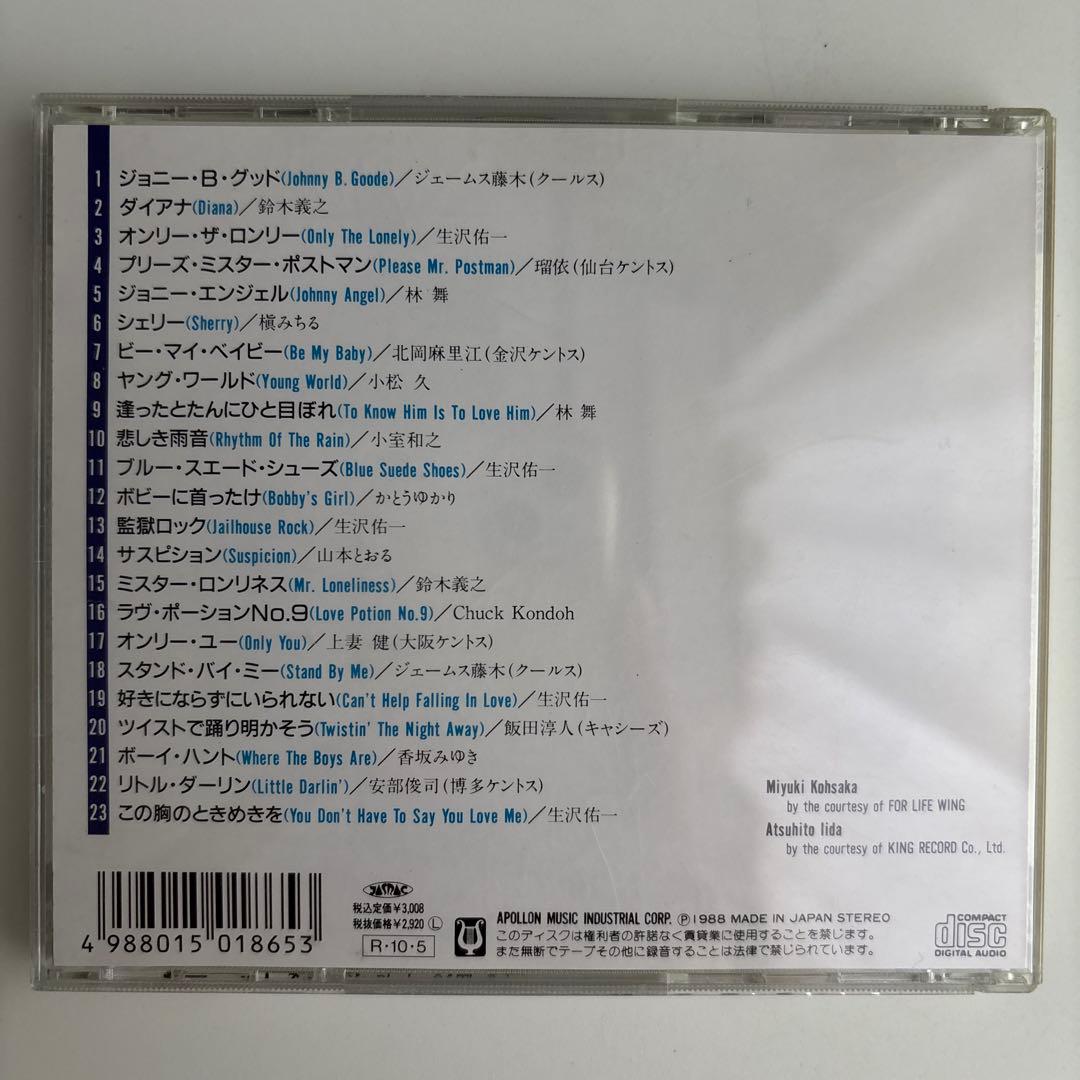 1 ジョニー・B・グッド(Johnny B. Goode)／ジェームス藤木(クールス)
2 ダイアナ(Diana)／鈴木義之
3 オンリー・ザ・ロンリー(Only The Lonely)／生沢佑一
4 プリーズ・ミスター・ポストマン(Please Mr. Postman)／瑠依(仙台ケントス)
5 ジョニー・エンジェル(Johnny Angel)／林 舞
6 シェリー(Sherry)／槇みちる
7 ビー・マイ・ベイビー(Be My Baby)／北岡麻里江(金沢ケントス)
8 ヤング・ワールド(Young World)／小松 久
9 逢ったとたんにひと目ぼれ(To Know Him Is To Love Him)／林 舞
10 悲しき雨音(Rhythm Of The Rain)／小室和之
11 ブルー・スエード・シューズ(Blue Suede Shoes)／生沢佑一
12 ボビーに首ったけ(Bobby's Girl)／かとうゆかり
13 監獄ロック(Jailhouse Rock)／生沢佑一
14 サスピション(Suspicion)／山本とおる
15 ミスター・ロンリネス(Mr. Loneliness)／鈴木義之
16 ラヴ・ポーションNo.9(Love Potion No.9)／Chuck Kondoh
17 オンリー・ユー(Only You)／上妻 健(大阪ケントス)
18 スタンド・バイ・ミー(Stand By Me)／ジェームス藤木(クールス)
19 好きにならずにいられない(Can't Help Falling In Love)／生沢佑一
20 ツイストで踊り明かそう(Twistin' The Night Away)／飯田淳人(キャシーズ)
21 ボーイ・ハント(Where The Boys Are)／香坂みゆき
22 リトル・ダーリン(Little Darlin')／安部俊司(博多ケントス)
23 この胸のときめきを(You Don't Have To Say You Love Me)／生沢佑一
Miyuki Kohsaka
by the courtesy of FOR LIFE WING
Atsuhito Iida
by the courtesy of KING RECORD Co., Ltd.
4 988015 018653
JASRAC
税込定価¥3,008
税抜価格¥2,920 Ⓛ
R・10・5
APOLLON MUSIC INDUSTRIAL CORP. Ⓟ1988 MADE IN JAPAN STEREO
このディスクは権利者の許諾なく賃貸業に使用することを禁じます。
また無断でテープその他に録音することは法律で禁じられています。
COMPACT
disc
DIGITAL AUDIO